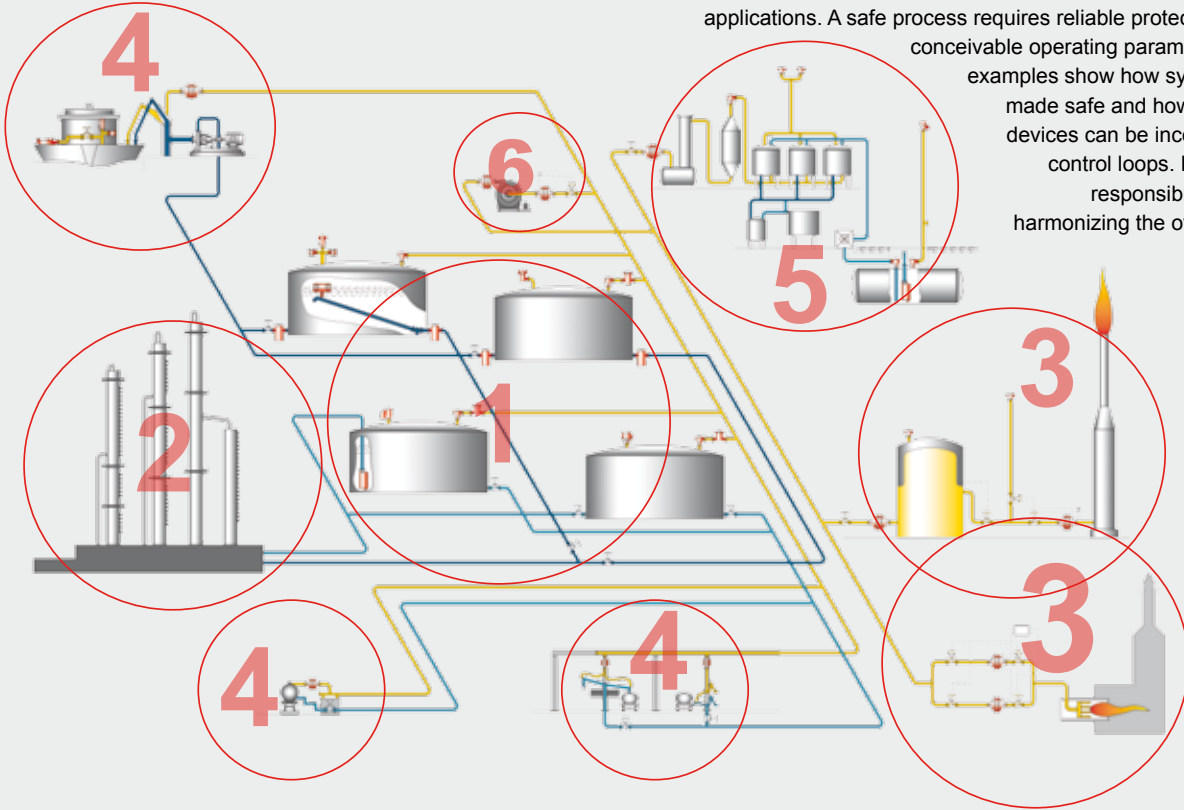 applications. A safe process requires reliable protec
conceivable operating param
examples show how sy
made safe and how
devices can be inc
control loops.
responsib
harmonizing the o
4
6
5
3
1
2
3
4
4